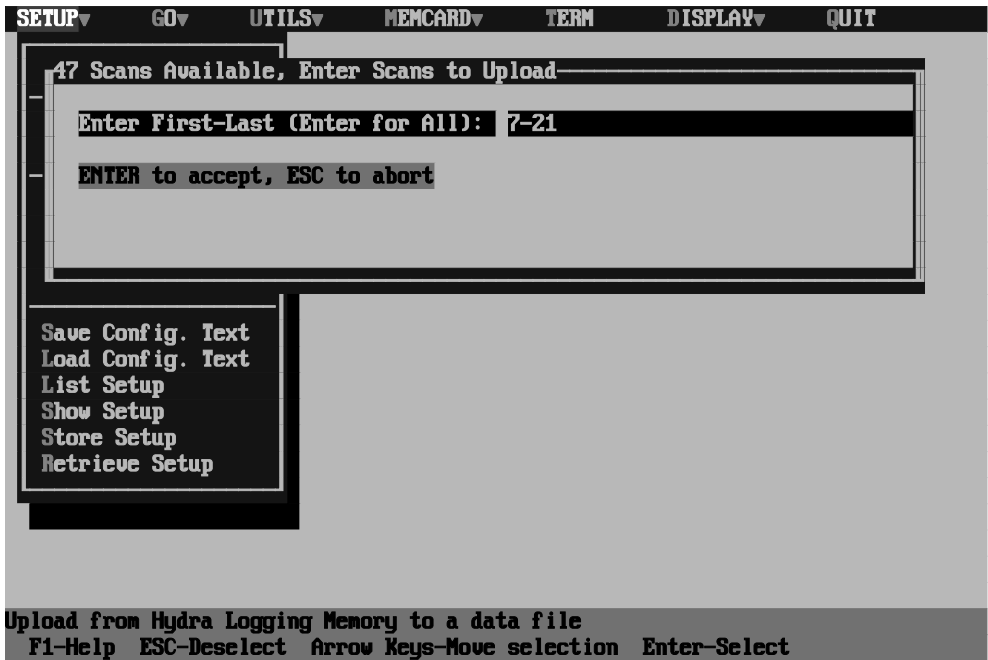 SETUP▼ GO▼ UTILS▼ MEMCARD▼ TERM DISPLAY▼ QUIT
47 Scans Available, Enter Scans to Upload
Enter First-Last (Enter for All): 7-21
ENTER to accept, ESC to abort
Save Config. Text
Load Config. Text
List Setup
Show Setup
Store Setup
Retrieve Setup
Upload from Hydra Logging Memory to a data file
F1-Help ESC-Deselect Arrow Keys-Move selection Enter-Select